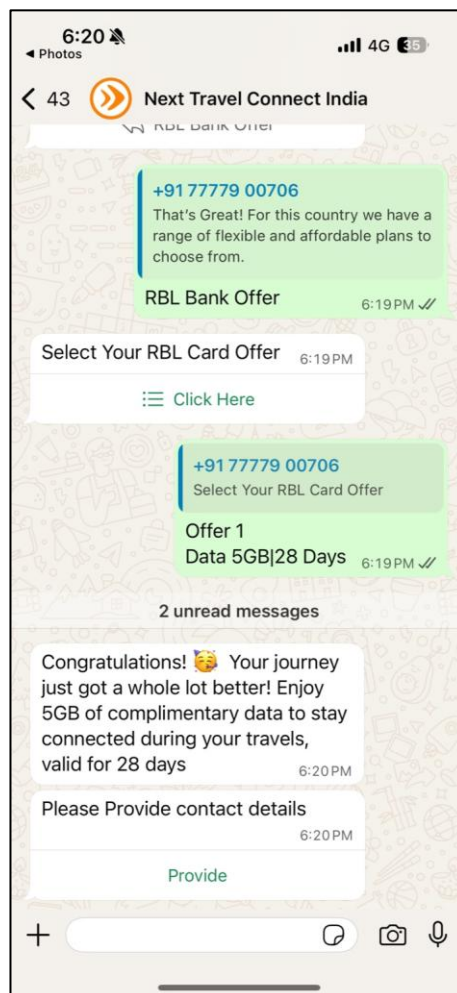 6:20
◀ Photos
4G 35
43 Next Travel Connect India
RBL Bank Offer
+91 77779 00706
That's Great! For this country we have a
range of flexible and affordable plans to
choose from.
RBL Bank Offer 6:19 PM
Select Your RBL Card Offer 6:19 PM
Click Here
+91 77779 00706
Select Your RBL Card Offer
Offer 1
Data 5GB|28 Days 6:19 PM
2 unread messages
Congratulations! 🥳 Your journey
just got a whole lot better! Enjoy
5GB of complimentary data to stay
connected during your travels,
valid for 28 days 6:20 PM
Please Provide contact details
6:20 PM
Provide